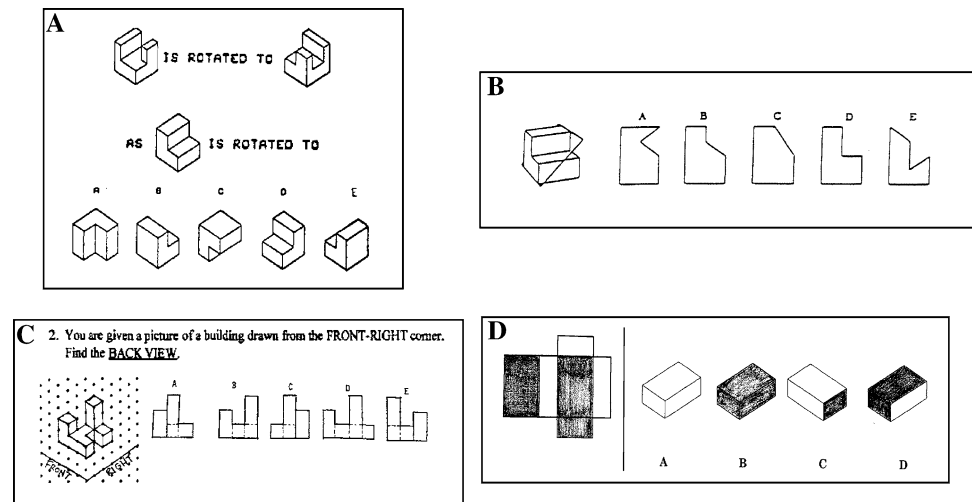 A
IS ROTATED TO
AS
IS ROTATED TO
A B C D E
B
A B C D E
C 2. You are given a picture of a building drawn from the FRONT-RIGHT corner.
Find the BACK VIEW.
A B C D E
FRONT RIGHT
D
A B C D